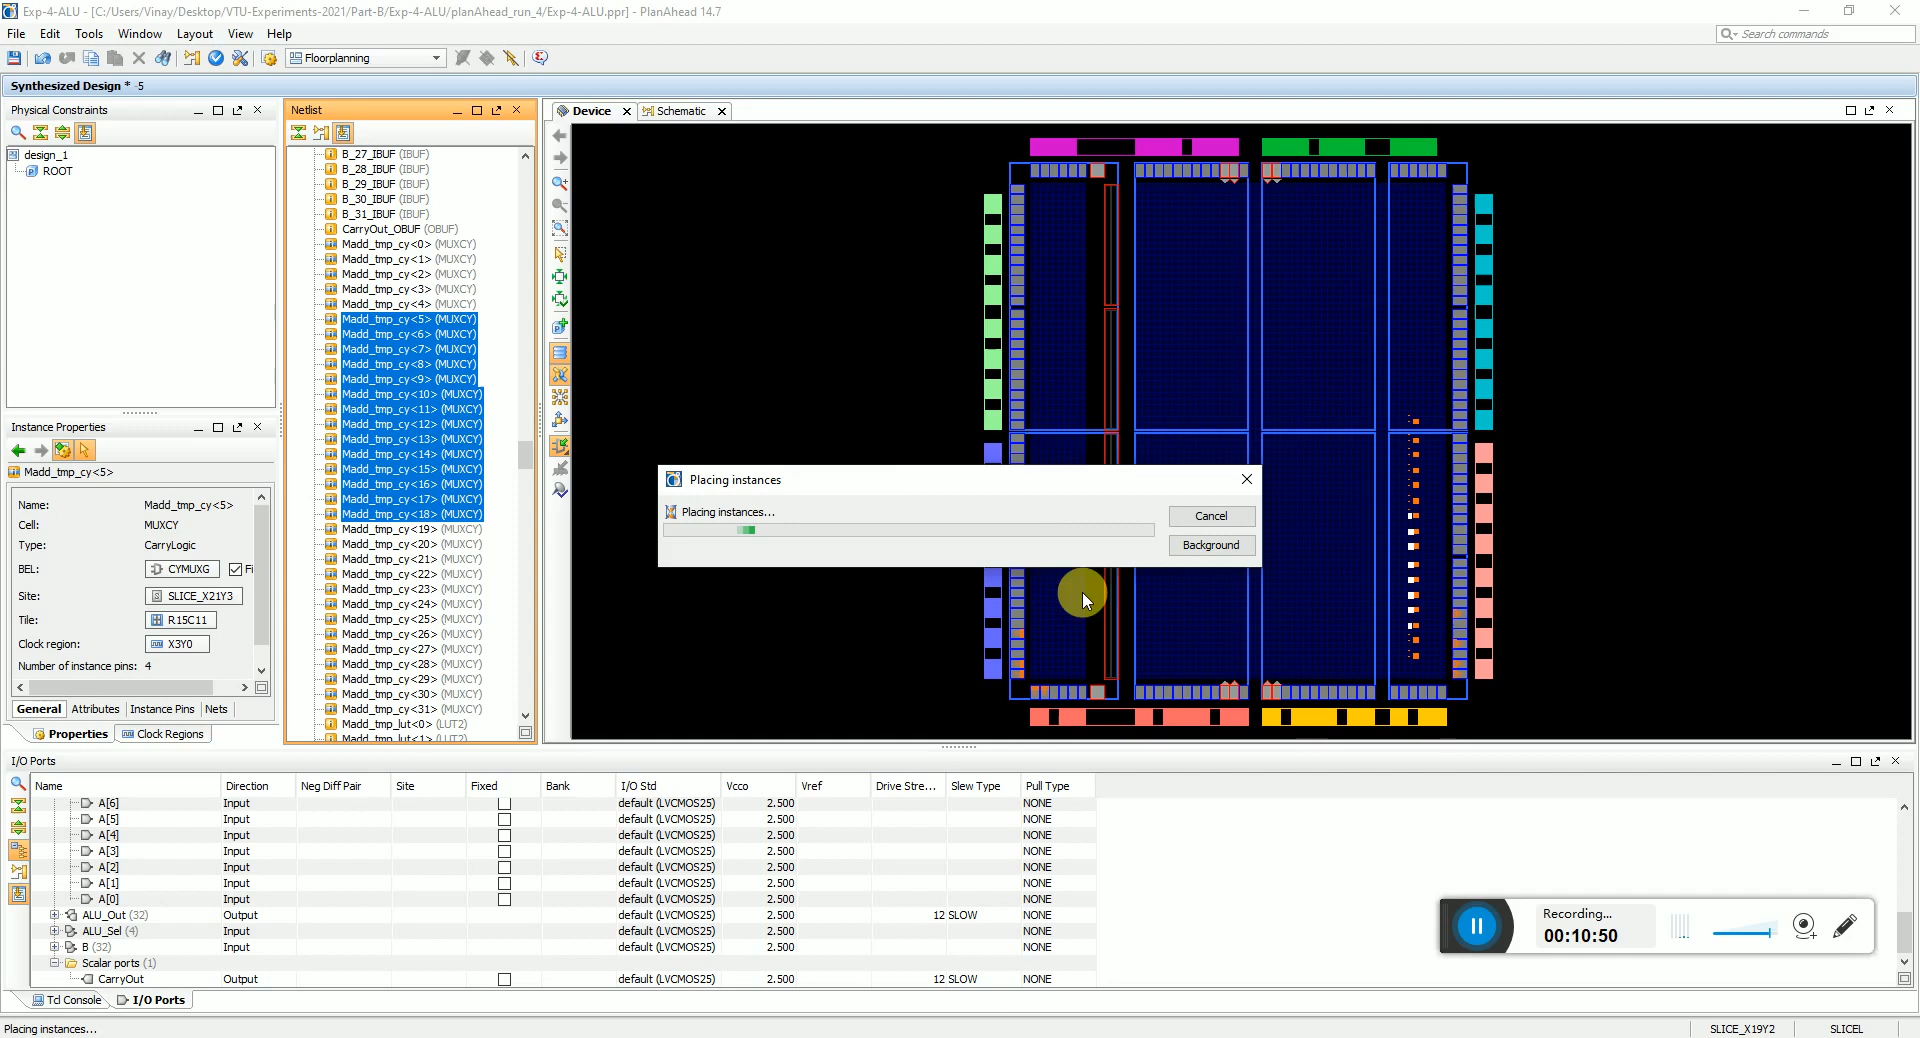 Exp-4-ALU - [C:/Users/Vinay/Desktop/VTU-Experiments-2021/Part-B/Exp-4-ALU/planAhead_run_4/Exp-4-ALU.ppr] - PlanAhead 14.7
File Edit Tools Window Layout View Help
Search commands
Floorplanning
Synthesized Design * -5
Physical Constraints
design_1
ROOT
Instance Properties
Madd_tmp_cy<5>
Name: Madd_tmp_cy<5>
Cell: MUXCY
Type: CarryLogic
BEL: CYMUXG Fi
Site: SLICE_X21Y3
Tile: R15C11
Clock region: X3Y0
Number of instance pins: 4
General Attributes Instance Pins Nets
Properties Clock Regions
Netlist
B_27_IBUF (IBUF)
B_28_IBUF (IBUF)
B_29_IBUF (IBUF)
B_30_IBUF (IBUF)
B_31_IBUF (IBUF)
CarryOut_OBUF (OBUF)
Madd_tmp_cy<0> (MUXCY)
Madd_tmp_cy<1> (MUXCY)
Madd_tmp_cy<2> (MUXCY)
Madd_tmp_cy<3> (MUXCY)
Madd_tmp_cy<4> (MUXCY)
Madd_tmp_cy<5> (MUXCY)
Madd_tmp_cy<6> (MUXCY)
Madd_tmp_cy<7> (MUXCY)
Madd_tmp_cy<8> (MUXCY)
Madd_tmp_cy<9> (MUXCY)
Madd_tmp_cy<10> (MUXCY)
Madd_tmp_cy<11> (MUXCY)
Madd_tmp_cy<12> (MUXCY)
Madd_tmp_cy<13> (MUXCY)
Madd_tmp_cy<14> (MUXCY)
Madd_tmp_cy<15> (MUXCY)
Madd_tmp_cy<16> (MUXCY)
Madd_tmp_cy<17> (MUXCY)
Madd_tmp_cy<18> (MUXCY)
Madd_tmp_cy<19> (MUXCY)
Madd_tmp_cy<20> (MUXCY)
Madd_tmp_cy<21> (MUXCY)
Madd_tmp_cy<22> (MUXCY)
Madd_tmp_cy<23> (MUXCY)
Madd_tmp_cy<24> (MUXCY)
Madd_tmp_cy<25> (MUXCY)
Madd_tmp_cy<26> (MUXCY)
Madd_tmp_cy<27> (MUXCY)
Madd_tmp_cy<28> (MUXCY)
Madd_tmp_cy<29> (MUXCY)
Madd_tmp_cy<30> (MUXCY)
Madd_tmp_cy<31> (MUXCY)
Madd_tmp_lut<0> (LUT2)
Madd_tmp_lut<1> (LUT2)
Device Schematic
Placing instances
Placing instances...
Cancel
Background
I/O Ports
Name Direction Neg Diff Pair Site Fixed Bank I/O Std Vcco Vref Drive Stre... Slew Type Pull Type
A[6] Input default (LVCMOS25) 2.500 NONE
A[5] Input default (LVCMOS25) 2.500 NONE
A[4] Input default (LVCMOS25) 2.500 NONE
A[3] Input default (LVCMOS25) 2.500 NONE
A[2] Input default (LVCMOS25) 2.500 NONE
A[1] Input default (LVCMOS25) 2.500 NONE
A[0] Input default (LVCMOS25) 2.500 NONE
ALU_Out (32) Output default (LVCMOS25) 2.500 12 SLOW NONE
ALU_Sel (4) Input default (LVCMOS25) 2.500 NONE
B (32) Input default (LVCMOS25) 2.500 NONE
Scalar ports (1)
CarryOut Output default (LVCMOS25) 2.500 12 SLOW NONE
Tcl Console I/O Ports
Recording...
00:10:50
Placing instances... SLICE_X19Y2 SLICEL